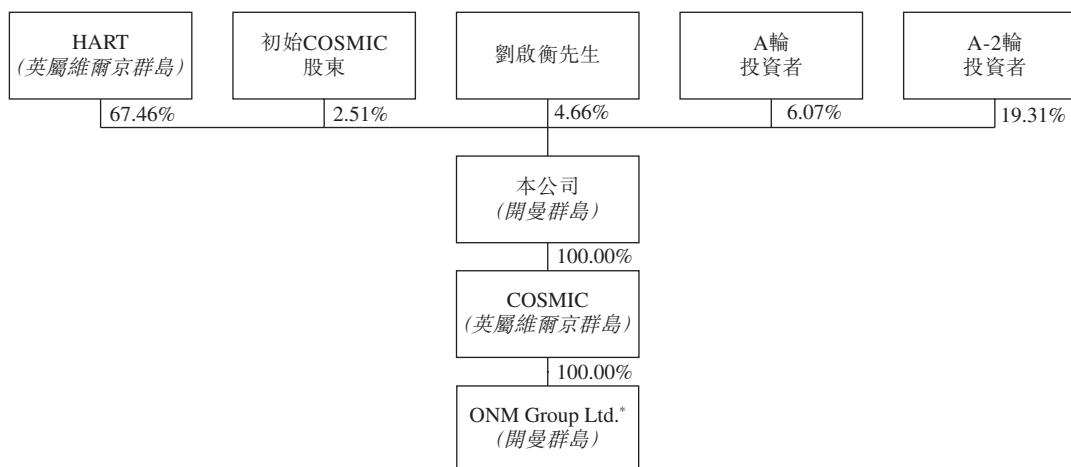 HART
(英屬維爾京群島)
初始COSMIC
股東
劉啟衡先生
A輪
投資者
A-2輪
投資者
67.46%
2.51%
4.66%
6.07%
19.31%
本公司
(開曼群島)
100.00%
COSMIC
(英屬維爾京群島)
100.00%
ONM Group Ltd.*
(開曼群島)